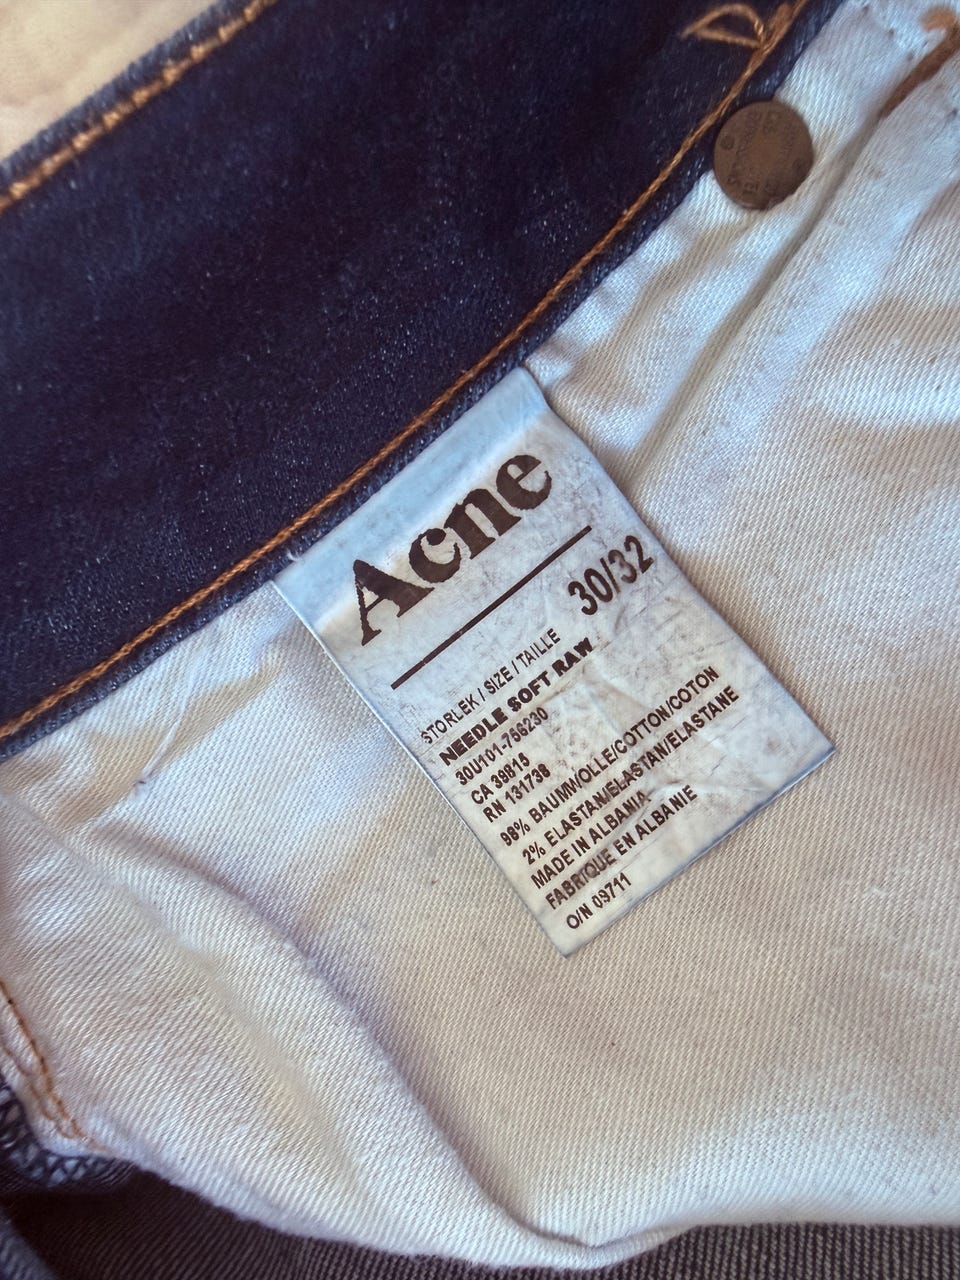 Acne
30/32
STORLEK / SIZE / TAILLE
NEEDLE SOFT RAW
30U101-756230
CA 39815
RN 131738
98% BAUMWOLLE/COTTON/COTON
2% ELASTAN/ELASTAN/ELASTANE
MADE IN ALBANIA
FABRIQUE EN ALBANIE
O/N 09711